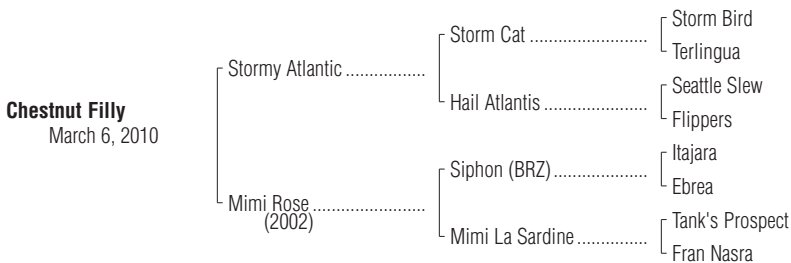 Chestnut Filly
March 6, 2010
Stormy Atlantic ................
Mimi Rose ......................
(2002)
Storm Cat .......................
Hail Atlantis ....................
Siphon (BRZ) ..................
Mimi La Sardine ..............
Storm Bird
Terlingua
Seattle Slew
Flippers
Itajara
Ebrea
Tank's Prospect
Fran Nasra